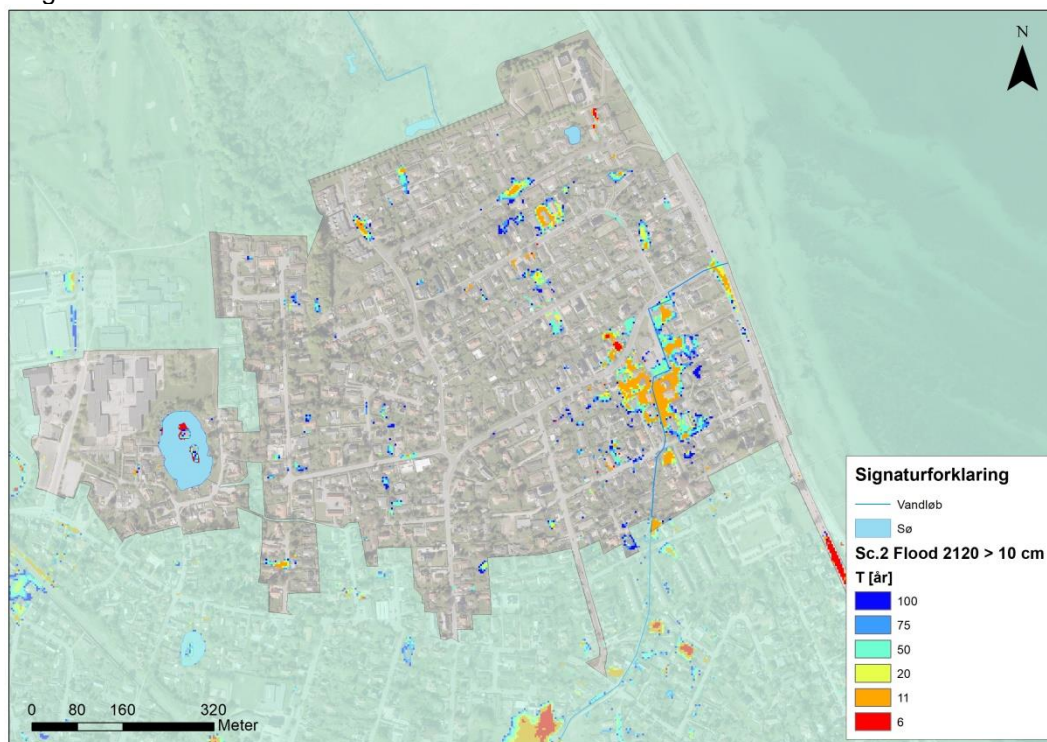 N
Signaturforklaring
Vandløb
Sø
Sc.2 Flood 2120 > 10 cm
T [år]
100
75
50
20
11
6
0 80 160 320
Meter